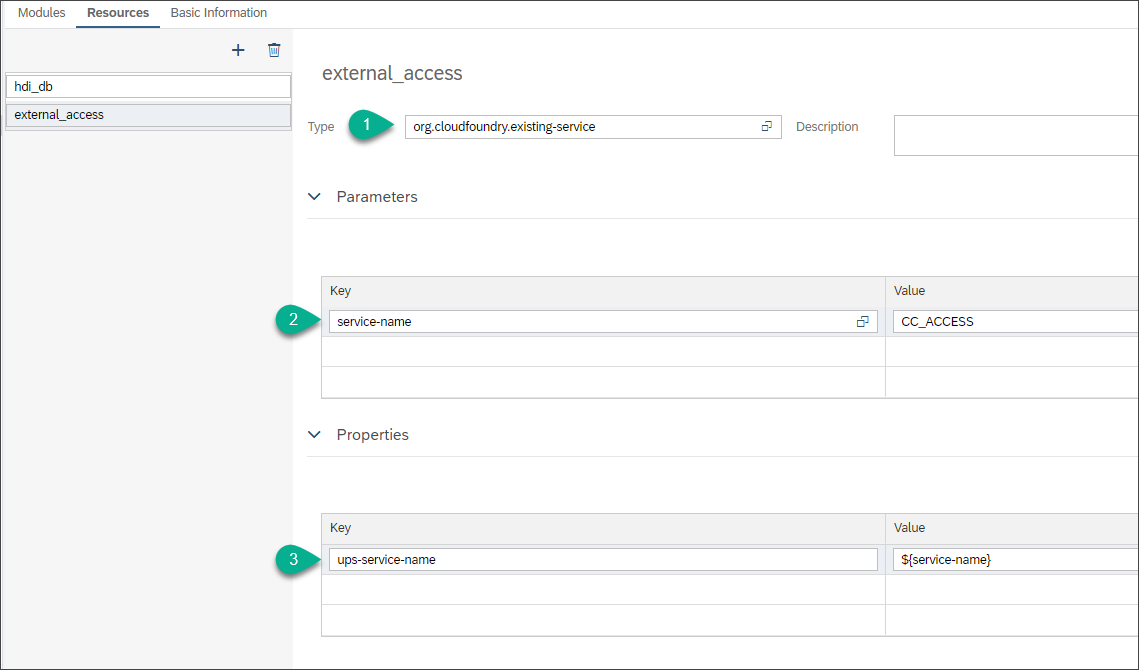 Modules Resources Basic Information
hdi_db
external_access
external_access
Type 1 org.cloudfoundry.existing-service Description
Parameters
Key Value
2 service-name CC_ACCESS
Properties
Key Value
3 ups-service-name ${service-name}